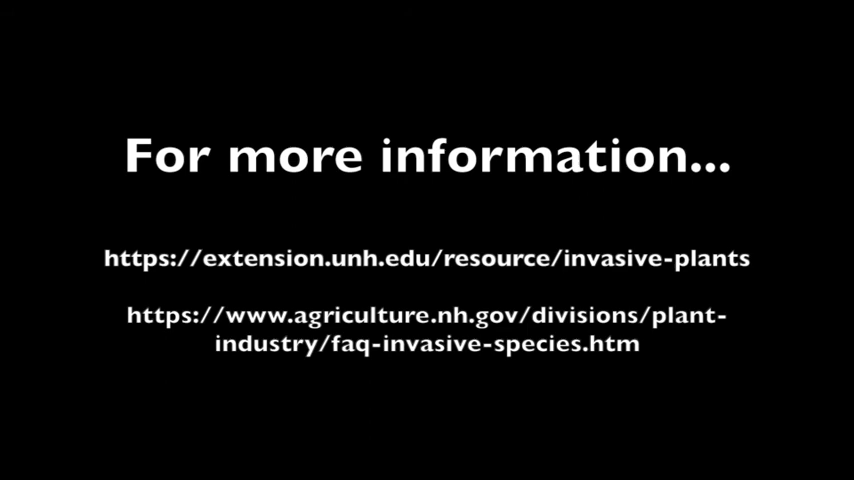 For more information...
https://extension.unh.edu/resource/invasive-plants
https://www.agriculture.nh.gov/divisions/plant-
industry/faq-invasive-species.htm